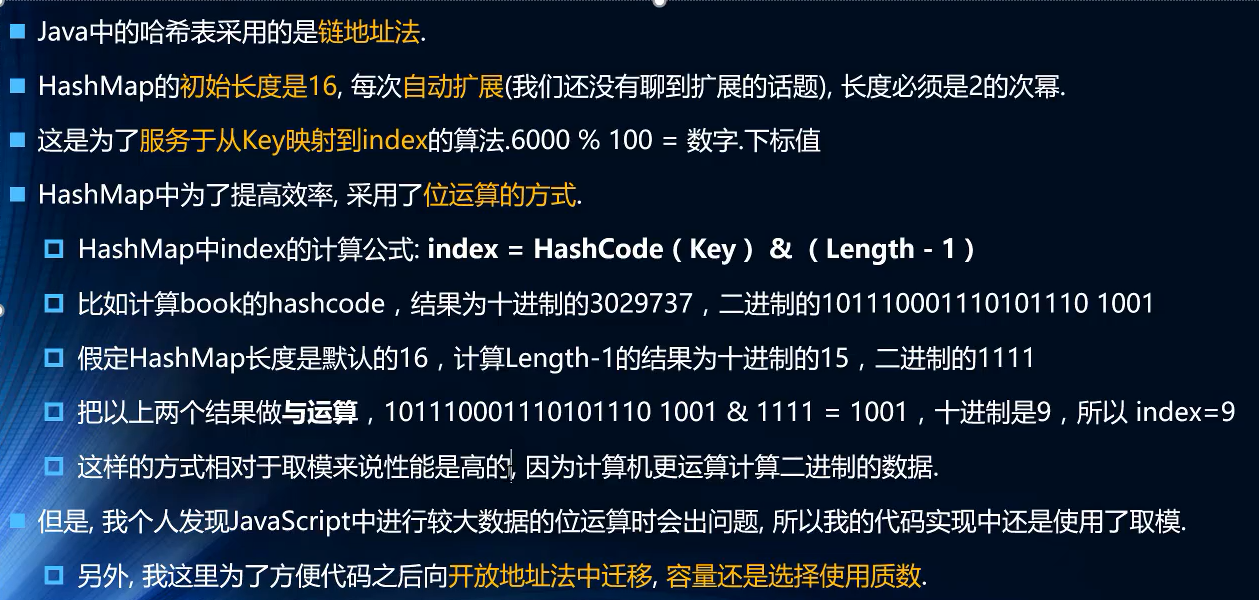 Java中的哈希表采用的是链地址法.
HashMap的初始长度是16, 每次自动扩展(我们还没有聊到扩展的话题), 长度必须是2的次幂.
这是为了服务于从Key映射到index的算法.6000 % 100 = 数字.下标值
HashMap中为了提高效率, 采用了位运算的方式.
HashMap中index的计算公式: index = HashCode（Key） & （Length - 1）
比如计算book的hashcode，结果为十进制的3029737，二进制的101110001110101110 1001
假定HashMap长度是默认的16，计算Length-1的结果为十进制的15，二进制的1111
把以上两个结果做与运算，101110001110101110 1001 & 1111 = 1001，十进制是9，所以 index=9
这样的方式相对于取模来说性能是高的, 因为计算机更运算计算二进制的数据.
但是, 我个人发现JavaScript中进行较大数据的位运算时会出问题, 所以我的代码实现中还是使用了取模.
另外, 我这里为了方便代码之后向开放地址法中迁移, 容量还是选择使用质数.